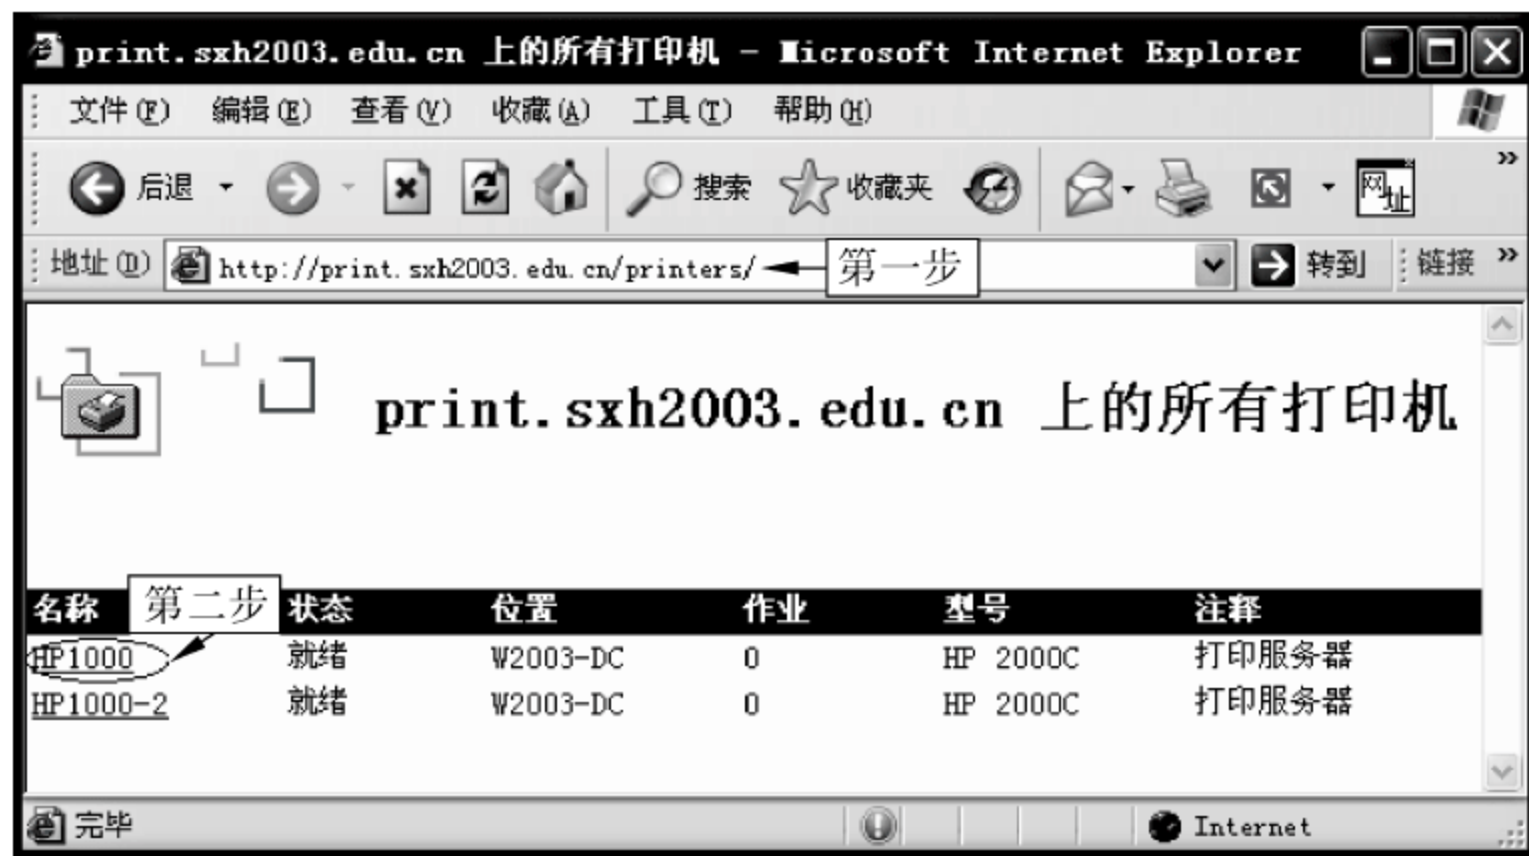 print.sxh2003.edu.cn 上的所有打印机 - Microsoft Internet Explorer
文件(F) 编辑(E) 查看(V) 收藏(A) 工具(T) 帮助(H)
后退 搜索 收藏夹 网址 »
地址(D) http://print.sxh2003.edu.cn/printers/ 第一步 转到 链接 »
print.sxh2003.edu.cn 上的所有打印机
名称 第二步 状态 位置 作业 型号 注释
HP1000 就绪 W2003-DC 0 HP 2000C 打印服务器
HP1000-2 就绪 W2003-DC 0 HP 2000C 打印服务器
完毕 Internet